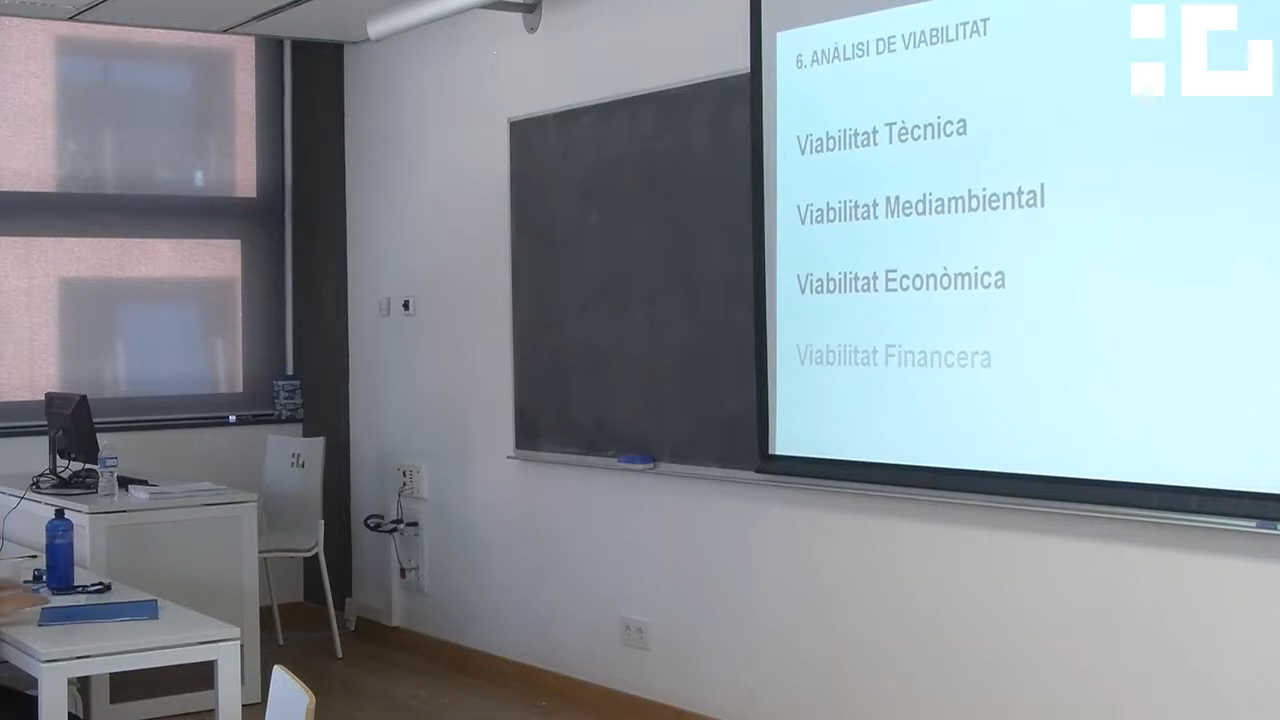 6. ANÀLISI DE VIABILITAT
Viabilitat Tècnica
Viabilitat Mediambiental
Viabilitat Econòmica
Viabilitat Financera